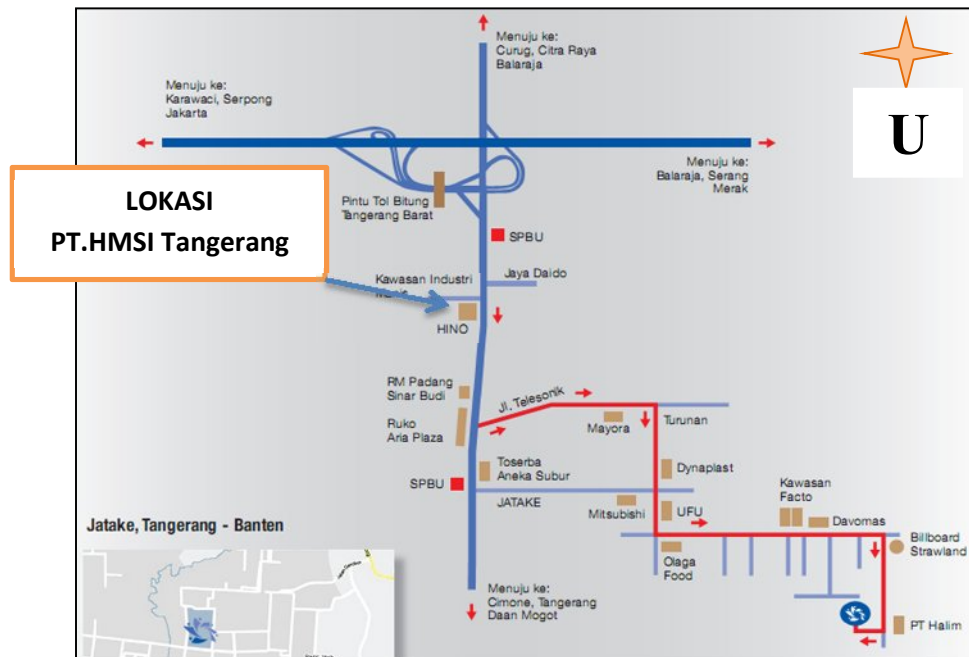 Menuju ke:
Curug, Citra Raya
Balaraja
U
Menuju ke:
Karawaci, Serpong
Jakarta
Menuju ke:
Balaraja, Serang
Merak
LOKASI
PT.HMSI Tangerang
Pintu Tol Bitung
Tangerang Barat
SPBU
Jaya Daido
Kawasan Industri
HINO
RM Padang
Sinar Budi
Jl. Telesonik
Ruko
Aria Plaza
Mayora
Turunan
Toserba
Aneka Subur
Dynaplast
SPBU
JATAKE
Mitsubishi
UFU
Kawasan
Facto
Davomas
Billboard
Strawland
Olaga
Food
Jatake, Tangerang - Banten
Menuju ke:
Cimone, Tangerang
Daan Mogot
PT Halim